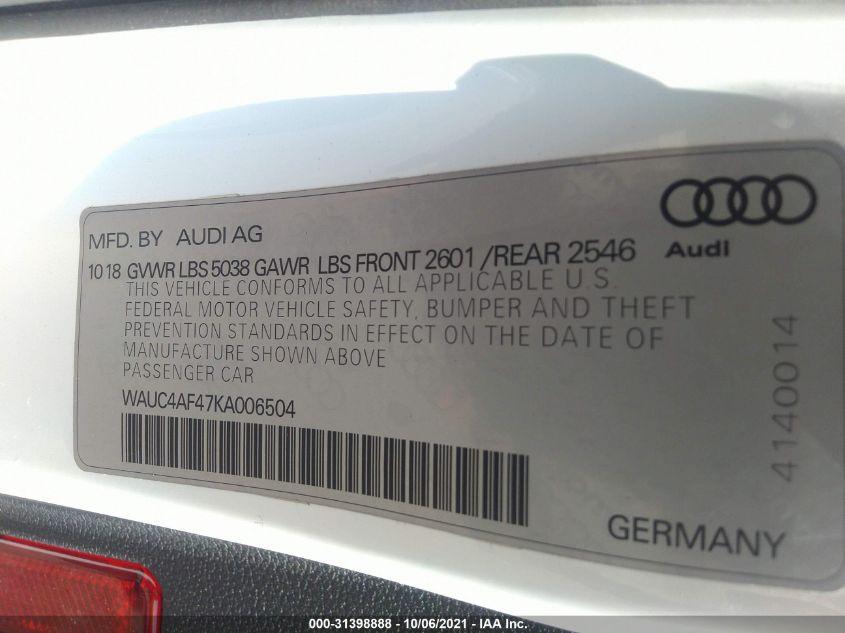 MFD. BY AUDI AG
10 18 GVWR LBS 5038 GAWR LBS FRONT 2601 /REAR 2546
THIS VEHICLE CONFORMS TO ALL APPLICABLE U.S.
FEDERAL MOTOR VEHICLE SAFETY, BUMPER AND THEFT
PREVENTION STANDARDS IN EFFECT ON THE DATE OF
MANUFACTURE SHOWN ABOVE
PASSENGER CAR
WAUC4AF47KA006504
Audi
4140014
GERMANY
000-31398888 - 10/06/2021 - IAA Inc.